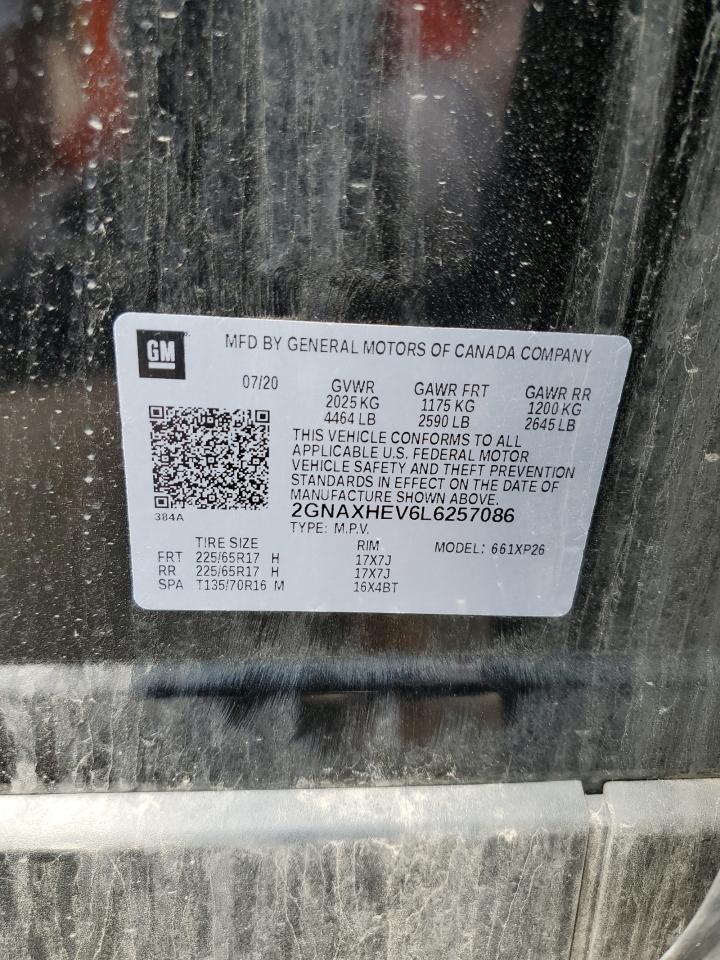 GM
MFD BY GENERAL MOTORS OF CANADA COMPANY
07/20 GVWR GAWR FRT GAWR RR
2025 KG 1175 KG 1200 KG
4464 LB 2590 LB 2645 LB
THIS VEHICLE CONFORMS TO ALL
APPLICABLE U.S. FEDERAL MOTOR
VEHICLE SAFETY AND THEFT PREVENTION
STANDARDS IN EFFECT ON THE DATE OF
MANUFACTURE SHOWN ABOVE.
384A
2GNAXHEV6L6257086
TYPE: M.P.V.
TIRE SIZE RIM MODEL: 661XP26
FRT 225/65R17 H 17X7J
RR 225/65R17 H 17X7J
SPA T135/70R16 M 16X4BT